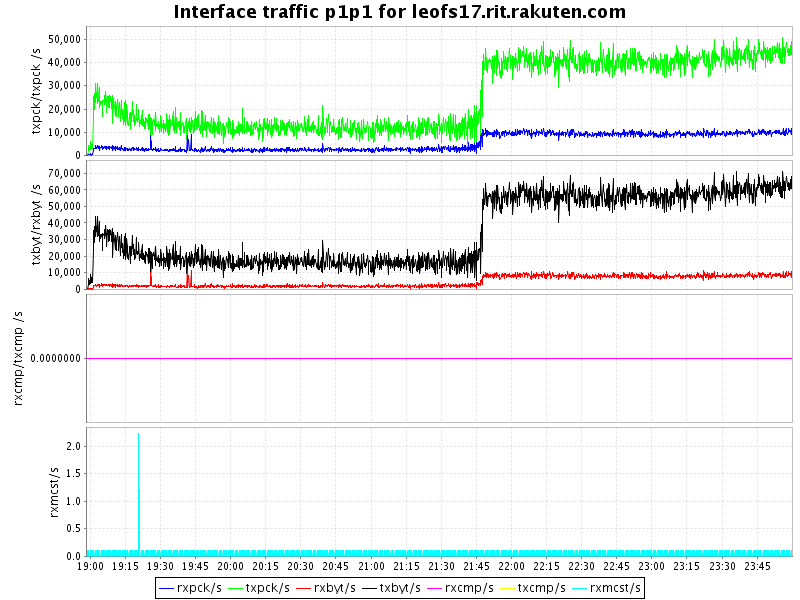 Interface traffic p1p1 for leofs17.rit.rakuten.com
txpck/txpck /s
50,000
40,000
30,000
20,000
10,000
0
txbyt/rxbyt /s
70,000
60,000
50,000
40,000
30,000
20,000
10,000
0
rxcmp/txcmp /s
0.0000000
rxmcst/s
2.0
1.5
1.0
0.5
0.0
19:00 19:15 19:30 19:45 20:00 20:15 20:30 20:45 21:00 21:15 21:30 21:45 22:00 22:15 22:30 22:45 23:00 23:15 23:30 23:45
rxpck/s txpck/s rxbyt/s txbyt/s rxcmp/s txcmp/s rxmcst/s